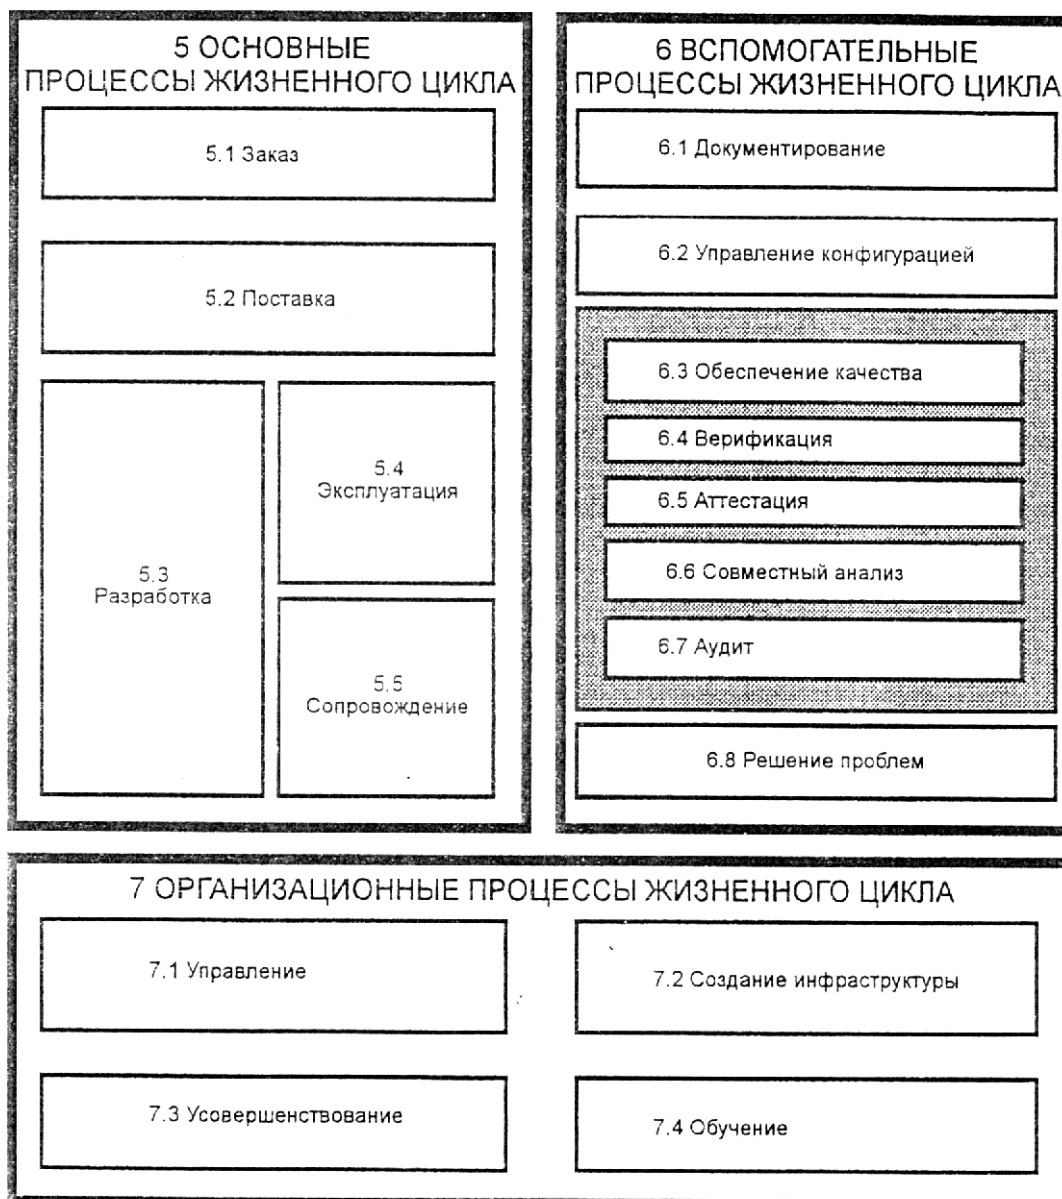 5 ОСНОВНЫЕ
ПРОЦЕССЫ ЖИЗНЕННОГО ЦИКЛА
5.1 Заказ
5.2 Поставка
5.3
Разработка
5.4
Эксплуатация
5.5
Сопровождение
6 ВСПОМОГАТЕЛЬНЫЕ
ПРОЦЕССЫ ЖИЗНЕННОГО ЦИКЛА
6.1 Документирование
6.2 Управление конфигурацией
6.3 Обеспечение качества
6.4 Верификация
6.5 Аттестация
6.6 Совместный анализ
6.7 Аудит
6.8 Решение проблем
7 ОРГАНИЗАЦИОННЫЕ ПРОЦЕССЫ ЖИЗНЕННОГО ЦИКЛА
7.1 Управление
7.2 Создание инфраструктуры
7.3 Усовершенствование
7.4 Обучение